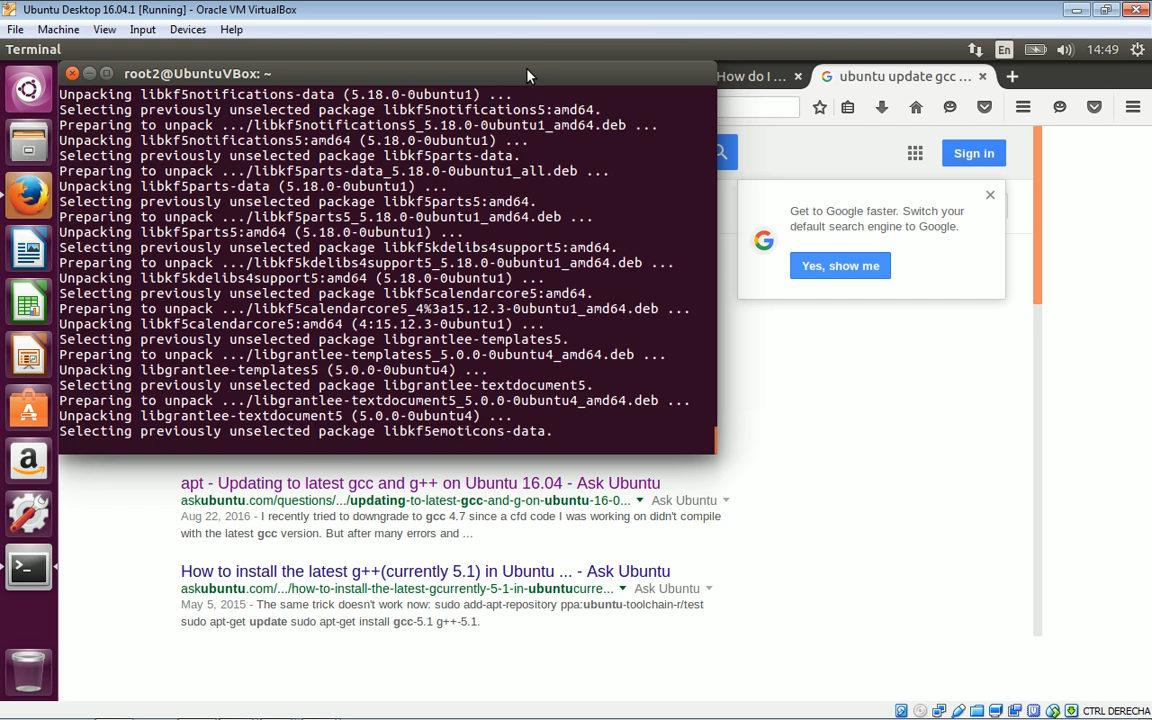 Ubuntu Desktop 16.04.1 [Running] - Oracle VM VirtualBox
File Machine View Input Devices Help
Terminal
En
14:49
root2@UbuntuVBox: ~
How do I ... ×
ubuntu update gcc ... ×
Unpacking libkf5notifications-data (5.18.0-0ubuntu1) ...
Selecting previously unselected package libkf5notifications5:amd64.
Preparing to unpack .../libkf5notifications5_5.18.0-0ubuntu1_amd64.deb ...
Unpacking libkf5notifications5:amd64 (5.18.0-0ubuntu1) ...
Selecting previously unselected package libkf5parts-data.
Preparing to unpack .../libkf5parts-data_5.18.0-0ubuntu1_all.deb ...
Unpacking libkf5parts-data (5.18.0-0ubuntu1) ...
Selecting previously unselected package libkf5parts5:amd64.
Preparing to unpack .../libkf5parts5_5.18.0-0ubuntu1_amd64.deb ...
Unpacking libkf5parts5:amd64 (5.18.0-0ubuntu1) ...
Selecting previously unselected package libkf5kdelibs4support5:amd64.
Preparing to unpack .../libkf5kdelibs4support5_5.18.0-0ubuntu1_amd64.deb ...
Unpacking libkf5kdelibs4support5:amd64 (5.18.0-0ubuntu1) ...
Selecting previously unselected package libkf5calendarcore5:amd64.
Preparing to unpack .../libkf5calendarcore5_4%3a15.12.3-0ubuntu1_amd64.deb ...
Unpacking libkf5calendarcore5:amd64 (4:15.12.3-0ubuntu1) ...
Selecting previously unselected package libgrantlee-templates5.
Preparing to unpack .../libgrantlee-templates5_5.0.0-0ubuntu4_amd64.deb ...
Unpacking libgrantlee-templates5 (5.0.0-0ubuntu4) ...
Selecting previously unselected package libgrantlee-textdocument5.
Preparing to unpack .../libgrantlee-textdocument5_5.0.0-0ubuntu4_amd64.deb ...
Unpacking libgrantlee-textdocument5 (5.0.0-0ubuntu4) ...
Selecting previously unselected package libkf5emoticons-data.
Sign in
Get to Google faster. Switch your
default search engine to Google.
Yes, show me
apt - Updating to latest gcc and g++ on Ubuntu 16.04 - Ask Ubuntu
askubuntu.com/questions/.../updating-to-latest-gcc-and-g-on-ubuntu-16-0... ▼ Ask Ubuntu ▼
Aug 22, 2016 - I recently tried to downgrade to gcc 4.7 since a cfd code I was working on didn't compile
with the latest gcc version. But after many errors and ...
How to install the latest g++(currently 5.1) in Ubuntu ... - Ask Ubuntu
askubuntu.com/.../how-to-install-the-latest-gcurrently-5-1-in-ubuntucurre... ▼ Ask Ubuntu ▼
May 5, 2015 - The same trick doesn't work now: sudo add-apt-repository ppa:ubuntu-toolchain-r/test
sudo apt-get update sudo apt-get install gcc-5.1 g++-5.1.
CTRL DERECHA